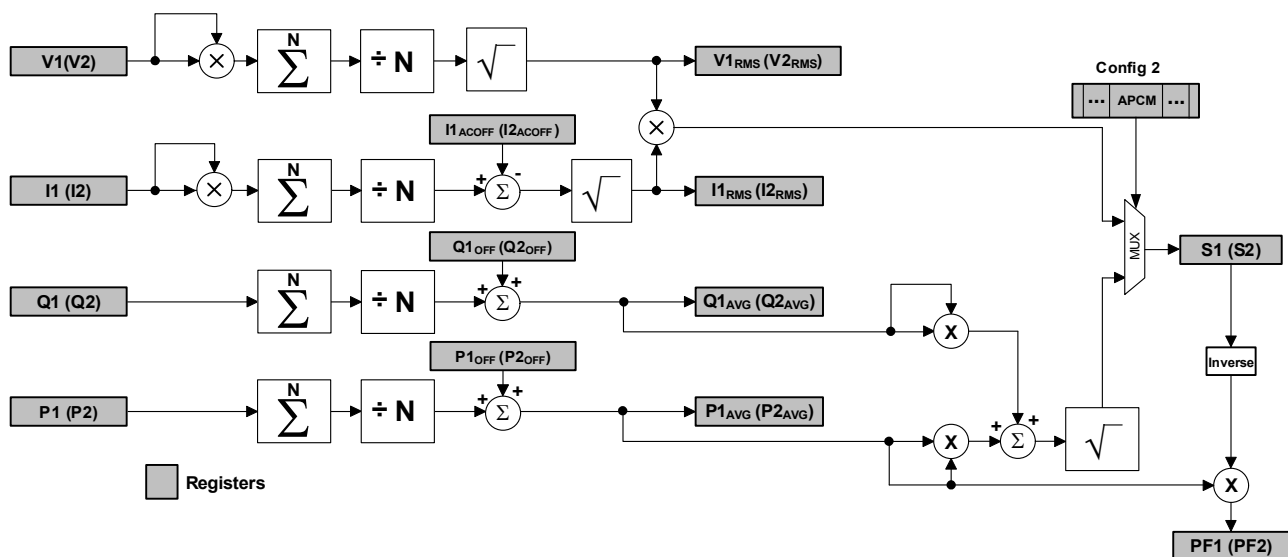 V1(V2)
×
N
∑
÷ N
√
V1RMS (V2RMS)
Config 2
... APCM ...
×
I1ACOFF (I2ACOFF)
I1 (I2)
×
N
∑
÷ N
+ Σ -
√
I1RMS (I2RMS)
MUX
S1 (S2)
Q1OFF (Q2OFF)
Q1 (Q2)
N
∑
÷ N
+ Σ +
Q1AVG (Q2AVG)
X
Inverse
P1OFF (P2OFF)
P1 (P2)
N
∑
÷ N
+ Σ +
P1AVG (P2AVG)
X
+ Σ +
√
Registers
X
PF1 (PF2)